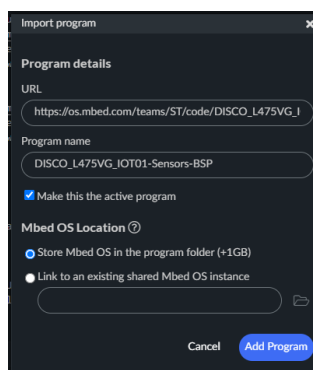 Import program
Program details
URL
https://os.mbed.com/teams/ST/code/DISCO_L475VG_I
Program name
DISCO_L475VG_IOT01-Sensors-BSP
Make this the active program
Mbed OS Location
Store Mbed OS in the program folder (+1GB)
Link to an existing shared Mbed OS instance
Cancel Add Program